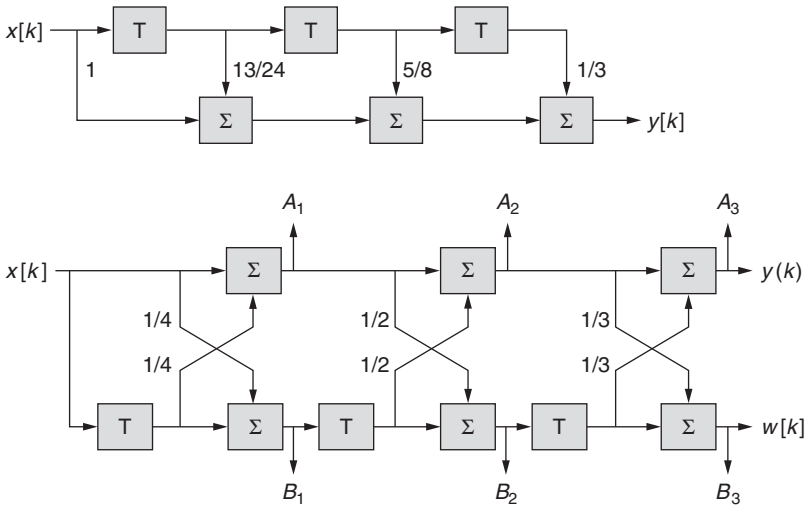 x[k] T T T
1 13/24 5/8 1/3
Σ Σ Σ y[k]
A1 A2 A3
x[k] Σ Σ Σ y(k)
1/4 1/2 1/3
1/4 1/2 1/3
T Σ T Σ T Σ w[k]
B1 B2 B3